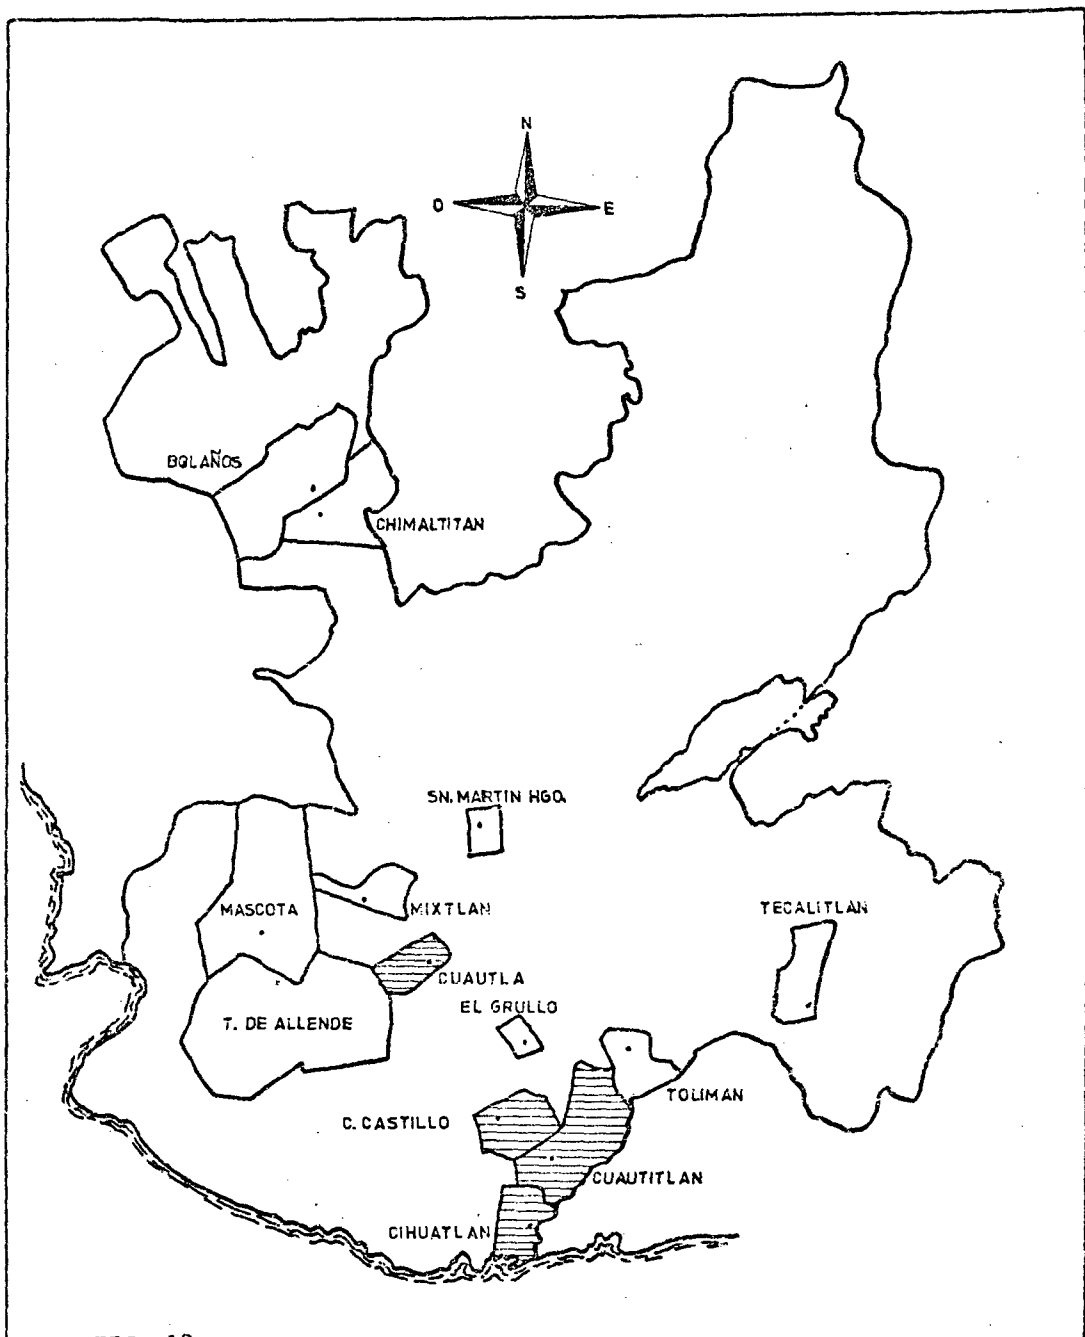 N
O
E
S
BOLAÑOS
CHIMALTITAN
SN. MARTIN HGO.
MASCOTA
MIXTLAN
TECALITLAN
CUAUTLA
EL GRULLO
T. DE ALLENDE
TOLIMAN
C. CASTILLO
CUAUTITLAN
CIHUATLAN